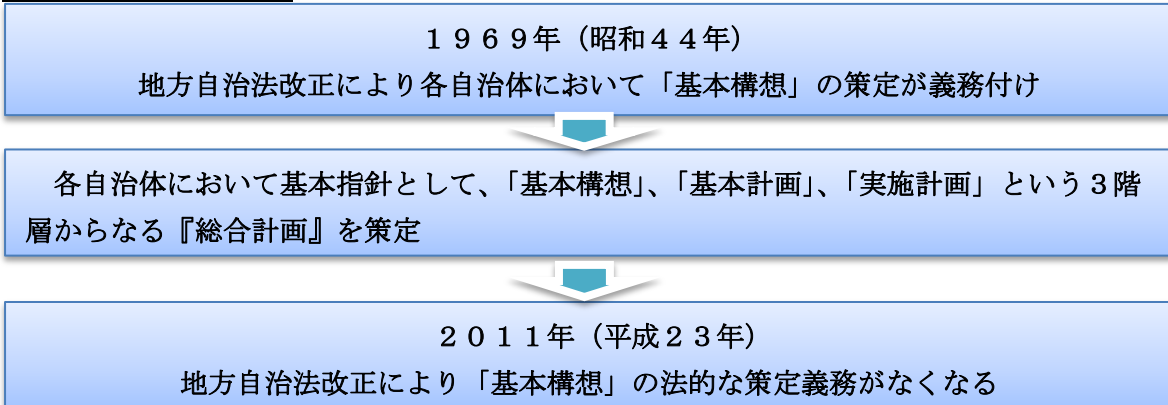 1969年（昭和44年）
地方自治法改正により各自治体において「基本構想」の策定が義務付け
各自治体において基本指針として、「基本構想」、「基本計画」、「実施計画」という３階
層からなる『総合計画』を策定
２０１１年（平成２３年）
地方自治法改正により「基本構想」の法的な策定義務がなくなる